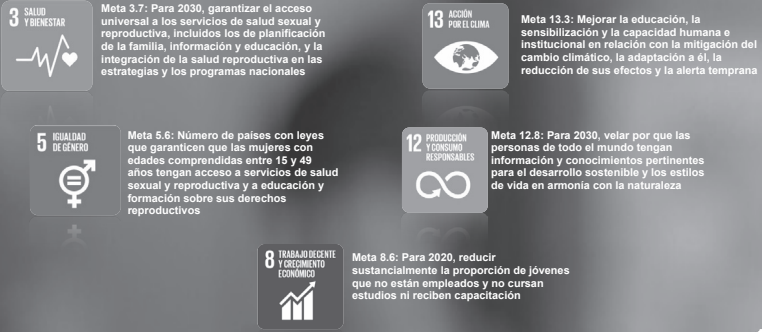 3 SALUD
Y BIENESTAR
Meta 3.7: Para 2030, garantizar el acceso
universal a los servicios de salud sexual y
reproductiva, incluidos los de planificación
de la familia, información y educación, y la
integración de la salud reproductiva en las
estrategias y los programas nacionales
13 ACCIÓN
POR EL CLIMA
Meta 13.3: Mejorar la educación, la
sensibilización y la capacidad humana e
institucional en relación con la mitigación del
cambio climático, la adaptación a él, la
reducción de sus efectos y la alerta temprana
5 IGUALDAD
DE GÉNERO
Meta 5.6: Número de países con leyes
que garanticen que las mujeres con
edades comprendidas entre 15 y 49
años tengan acceso a servicios de salud
sexual y reproductiva y a educación y
formación sobre sus derechos
reproductivos
12 PRODUCCIÓN
Y CONSUMO
RESPONSABLES
Meta 12.8: Para 2030, velar por que las
personas de todo el mundo tengan
información y conocimientos pertinentes
para el desarrollo sostenible y los estilos
de vida en armonía con la naturaleza
8 TRABAJO DECENTE
Y CRECIMIENTO
ECONÓMICO
Meta 8.6: Para 2020, reducir
sustancialmente la proporción de jóvenes
que no están empleados y no cursan
estudios ni reciben capacitación